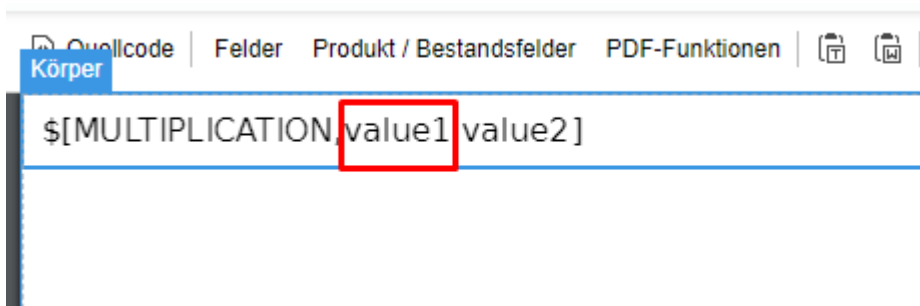 Quellcode Felder Produkt / Bestandsfelder PDF-Funktionen
Körper
$[MULTIPLICATION,value1,value2]